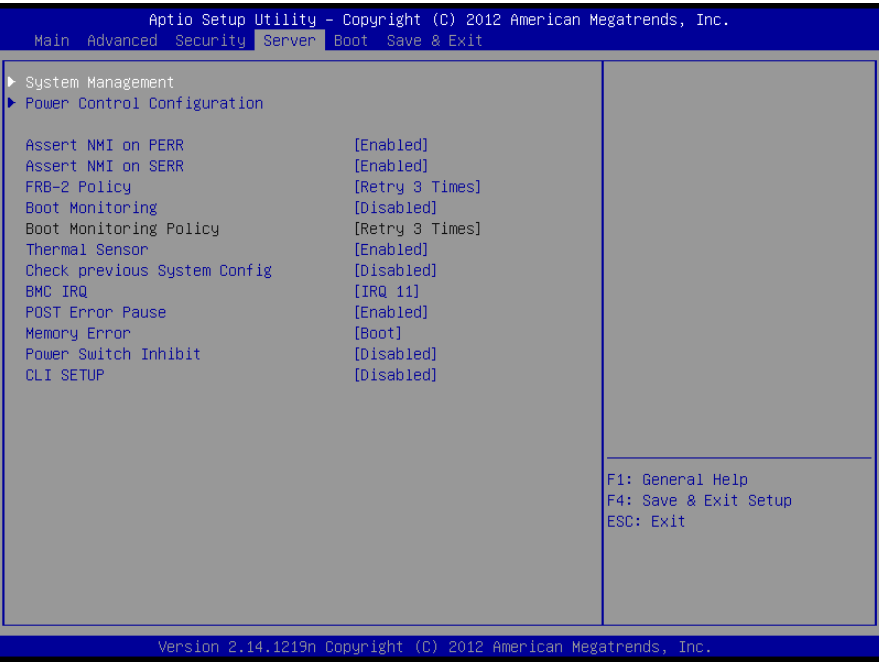 Aptio Setup Utility – Copyright (C) 2012 American Megatrends, Inc.
Main Advanced Security Server Boot Save & Exit
System Management
Power Control Configuration
Assert NMI on PERR [Enabled]
Assert NMI on SERR [Enabled]
FRB-2 Policy [Retry 3 Times]
Boot Monitoring [Disabled]
Boot Monitoring Policy [Retry 3 Times]
Thermal Sensor [Enabled]
Check previous System Config [Disabled]
BMC IRQ [IRQ 11]
POST Error Pause [Enabled]
Memory Error [Boot]
Power Switch Inhibit [Disabled]
CLI SETUP [Disabled]
F1: General Help
F4: Save & Exit Setup
ESC: Exit
Version 2.14.1219n Copyright (C) 2012 American Megatrends, Inc.